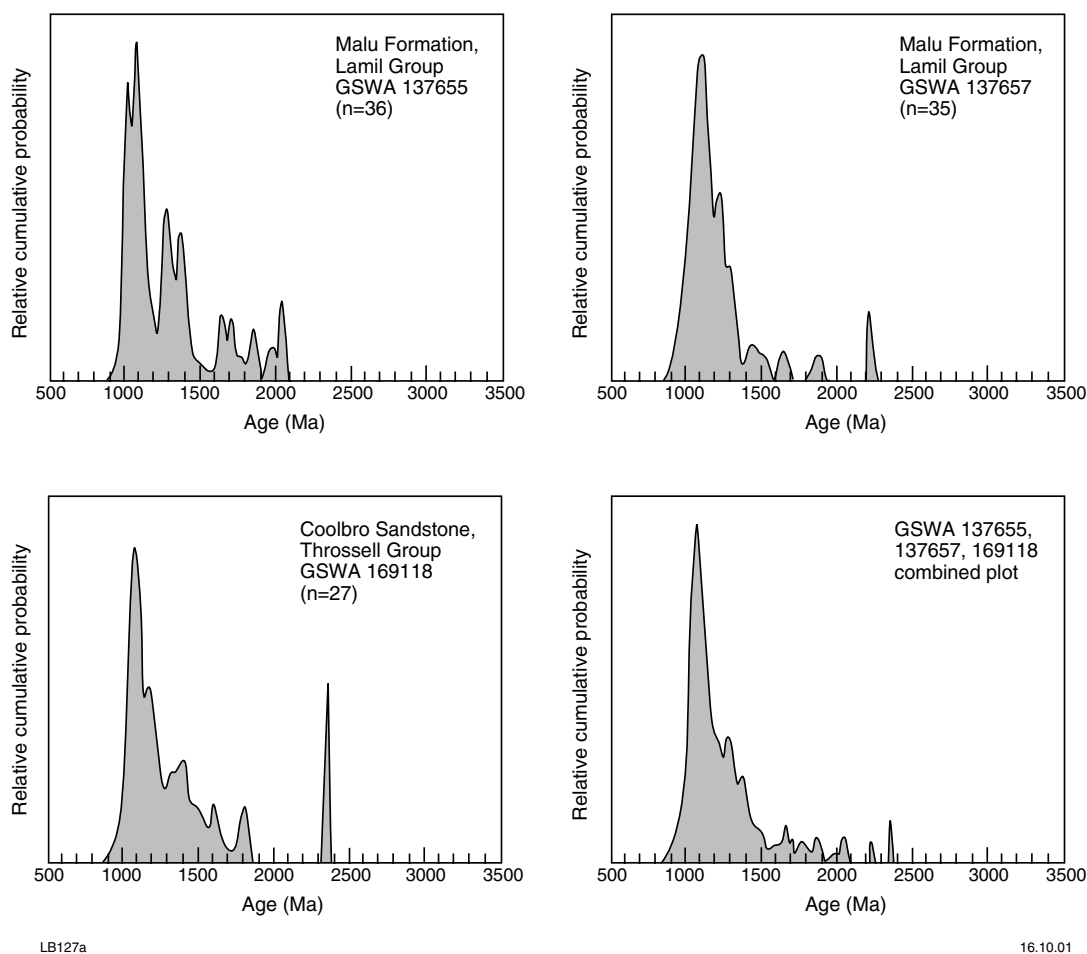 Malu Formation,
Lamil Group
GSWA 137655
(n=36)
Relative cumulative probability
500 1000 1500 2000 2500 3000 3500
Age (Ma)
Malu Formation,
Lamil Group
GSWA 137657
(n=35)
Relative cumulative probability
500 1000 1500 2000 2500 3000 3500
Age (Ma)
Coolbro Sandstone,
Throssell Group
GSWA 169118
(n=27)
Relative cumulative probability
500 1000 1500 2000 2500 3000 3500
Age (Ma)
GSWA 137655,
137657, 169118
combined plot
Relative cumulative probability
500 1000 1500 2000 2500 3000 3500
Age (Ma)
LB127a
16.10.01